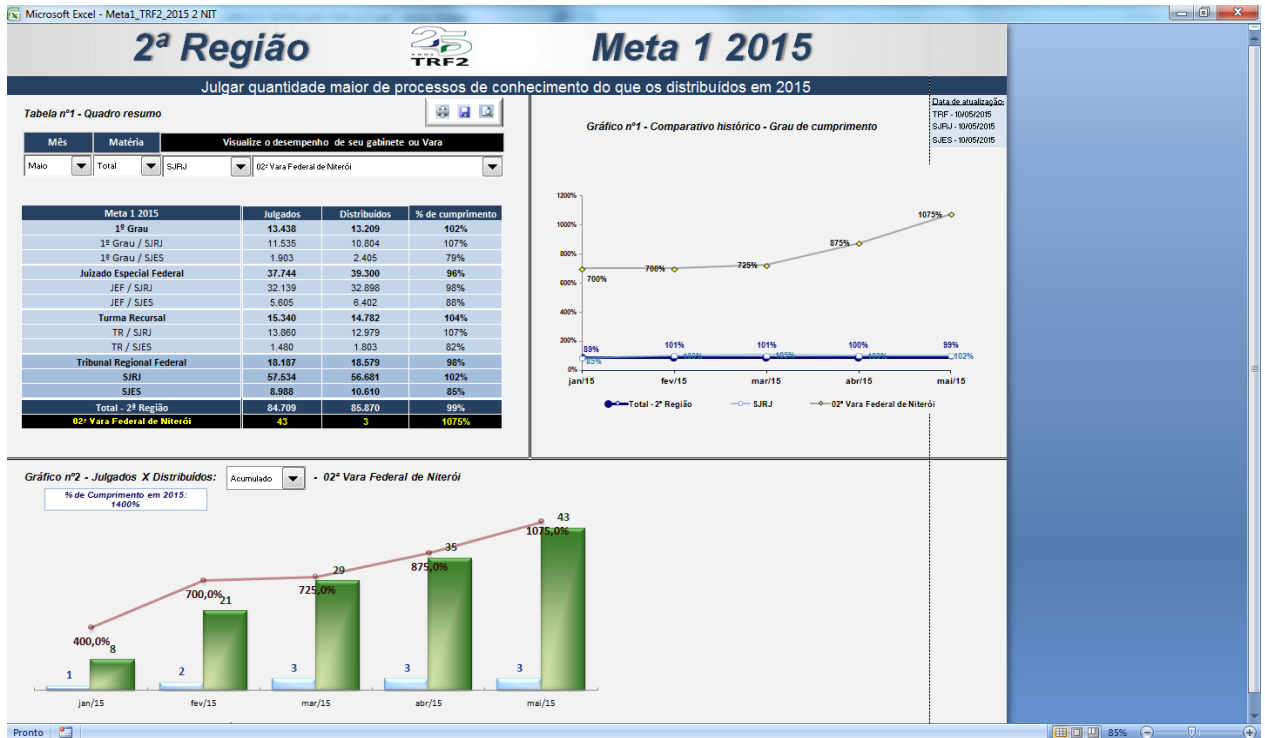 Microsoft Excel - Meta1_TRF2_2015 2 NIT
2ª Região
25
ANOS
TRF2
Meta 1 2015
Julgar quantidade maior de processos de conhecimento do que os distribuídos em 2015
Tabela nº1 - Quadro resumo
Mês Matéria Visualize o desempenho de seu gabinete ou Vara
Maio Total SJRJ 02ª Vara Federal de Niterói
Meta 1 2015 Julgados Distribuídos % de cumprimento
1º Grau 13.438 13.209 102%
1º Grau / SJRJ 11.535 10.804 107%
1º Grau / SJES 1.903 2.405 79%
Juizado Especial Federal 37.744 39.300 96%
JEF / SJRJ 32.139 32.898 98%
JEF / SJES 5.605 6.402 88%
Turma Recursal 15.340 14.782 104%
TR / SJRJ 13.860 12.979 107%
TR / SJES 1.480 1.803 82%
Tribunal Regional Federal 18.187 18.579 98%
SJRJ 57.534 56.681 102%
SJES 8.988 10.610 85%
Total - 2ª Região 84.709 85.870 99%
02ª Vara Federal de Niterói 43 3 1075%
Gráfico nº1 - Comparativo histórico - Grau de cumprimento
Data de atualização:
TRF - 10/05/2015
SJRJ - 10/05/2015
SJES - 10/05/2015
1200%
1000%
800%
600%
400%
200%
0%
700% 700% 725% 875% 1075%
89% 101% 101% 100% 99%
85% 105% 102%
jan/15 fev/15 mar/15 abr/15 mai/15
Total - 2ª Região SJRJ 02ª Vara Federal de Niterói
Gráfico nº2 - Julgados X Distribuídos: Acumulado - 02ª Vara Federal de Niterói
% de Cumprimento em 2015:
1400%
400,0% 700,0% 725,0% 875,0% 1075,0%
8 21 29 35 43
1 2 3 3 3
jan/15 fev/15 mar/15 abr/15 mai/15
Pronto
85%